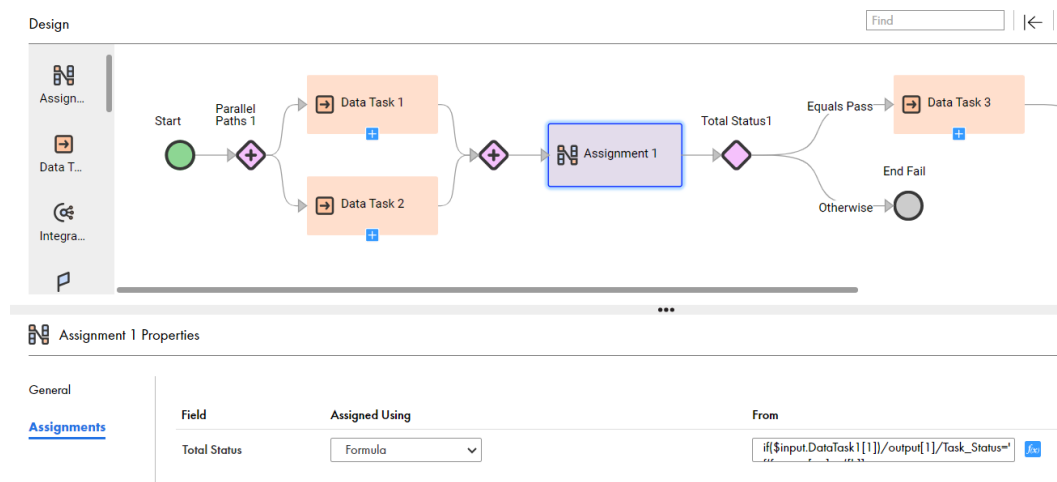 Design
Find
Assign...
Data T...
Integra...
Start
Parallel
Paths 1
Data Task 1
Data Task 2
Assignment 1
Total Status1
Equals Pass
Data Task 3
Otherwise
End Fail
Assignment 1 Properties
General
Assignments
Field
Assigned Using
From
Total Status
Formula
if($input.DataTask1[1])/output[1]/Task_Status='
f(x)